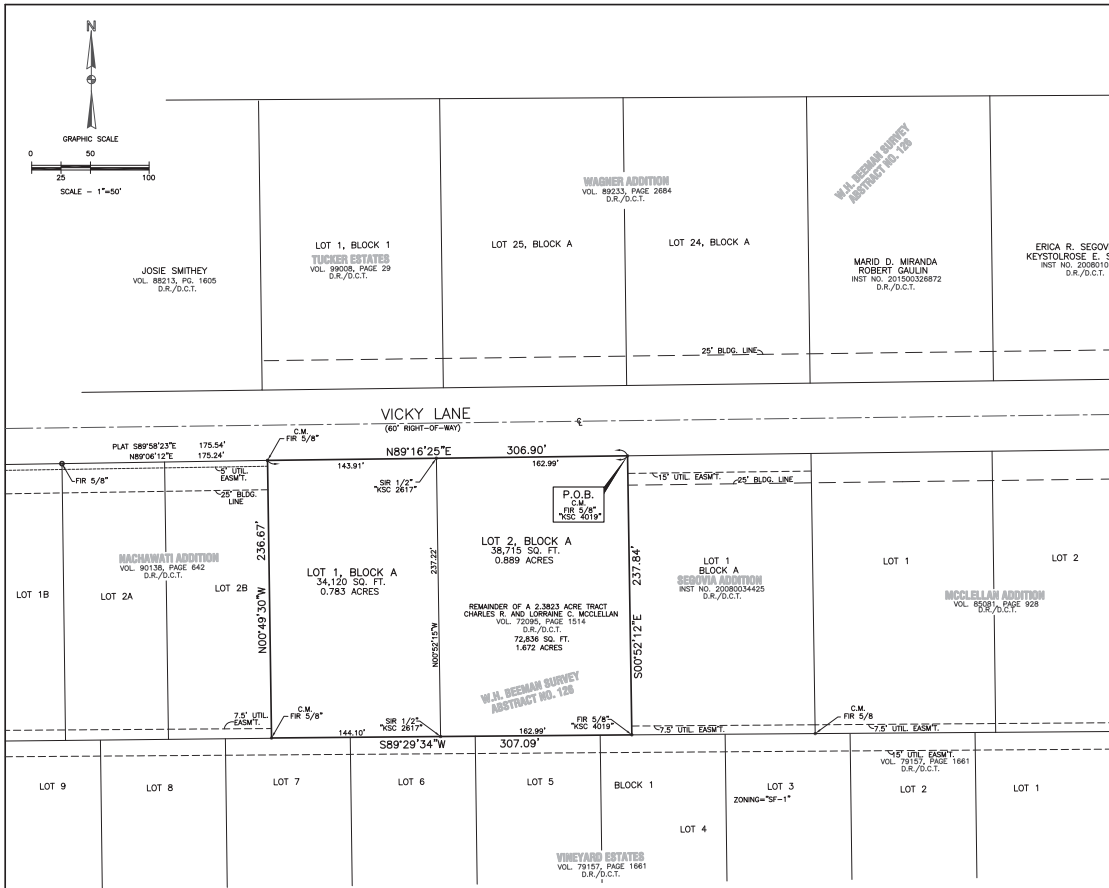 N
GRAPHIC SCALE
0 50
25 100
SCALE - 1"=50'
WAGNER ADDITION
VOL. 89233, PAGE 2684
D.R./D.C.T.
W.H. BEEMAN SURVEY
ABSTRACT NO. 126
JOSIE SMITHEY
VOL. 88213, PG. 1605
D.R./D.C.T.
LOT 1, BLOCK 1
TUCKER ESTATES
VOL. 99008, PAGE 29
D.R./D.C.T.
LOT 25, BLOCK A
LOT 24, BLOCK A
MARID D. MIRANDA
ROBERT GAULIN
INST NO. 201500326872
D.R./D.C.T.
ERICA R. SEGOV
KEYSTOLROSE E. S
INST NO. 2008010
D.R./D.C.T.
25' BLDG. LINE
VICKY LANE
(60' RIGHT-OF-WAY)
PLAT S89°58'23"E 175.54'
N89°06'12"E 175.24'
C.M.
FIR 5/8"
N89°16'25"E 306.90'
143.91'
162.99'
FIR 5/8"
5' UTIL.
EASM'T.
25' BLDG.
LINE
SIR 1/2"
"KSC 2617"
P.O.B.
C.M.
FIR 5/8"
"KSC 4019"
15' UTIL. EASM'T.
25' BLDG. LINE
236.67'
N00°49'30"W
237.22'
N00°52'15"W
237.84'
S00°52'12"E
NACHAWATI ADDITION
VOL. 90138, PAGE 642
D.R./D.C.T.
LOT 1B
LOT 2A
LOT 2B
LOT 1, BLOCK A
34,120 SQ. FT.
0.783 ACRES
LOT 2, BLOCK A
38,715 SQ. FT.
0.889 ACRES
REMAINDER OF A 2.3823 ACRE TRACT
CHARLES R. AND LORRAINE C. MCCLELLAN
VOL. 72095, PAGE 1514
D.R./D.C.T.
72,836 SQ. FT.
1.672 ACRES
W.H. BEEMAN SURVEY
ABSTRACT NO. 126
LOT 1
BLOCK A
SEGOVIA ADDITION
INST NO. 20080034425
D.R./D.C.T.
LOT 1
LOT 2
MCCLELLAN ADDITION
VOL. 85081, PAGE 928
D.R./D.C.T.
7.5' UTIL.
EASM'T.
C.M.
FIR 5/8"
SIR 1/2"
"KSC 2617"
FIR 5/8"
"KSC 4019"
7.5' UTIL. EASM'T.
C.M.
FIR 5/8
7.5' UTIL. EASM'T.
144.10'
162.99'
S89°29'34"W 307.09'
15' UTIL. EASM'T.
VOL. 79157, PAGE 1661
D.R./D.C.T.
LOT 9
LOT 8
LOT 7
LOT 6
LOT 5
BLOCK 1
LOT 4
LOT 3
ZONING="SF-1"
LOT 2
LOT 1
VINEYARD ESTATES
VOL. 79157, PAGE 1661
D.R./D.C.T.